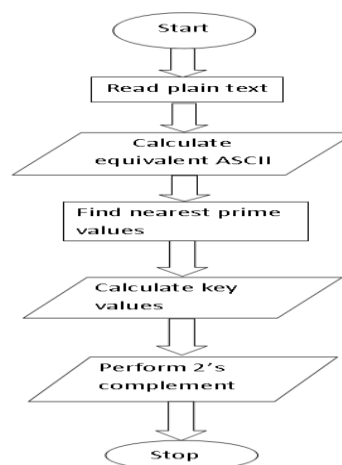 Start
Read plain text
Calculate
equivalent ASCII
Find nearest prime
values
Calculate key
values
Perform 2's
complement
Stop